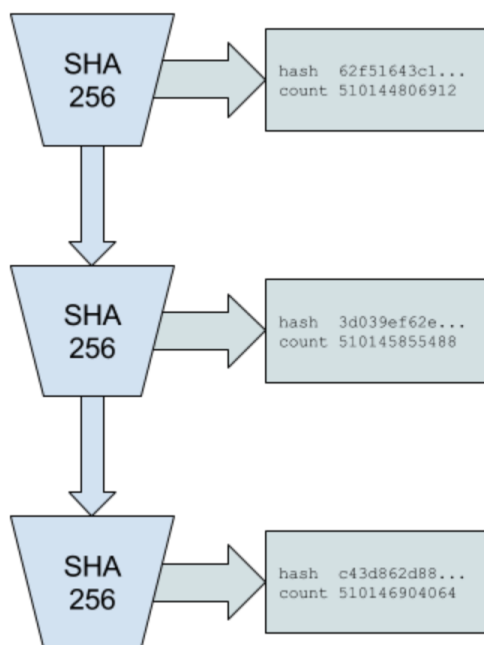 SHA
256
hash 62f51643c1...
count 510144806912
SHA
256
hash 3d039ef62e...
count 510145855488
SHA
256
hash c43d862d88...
count 510146904064